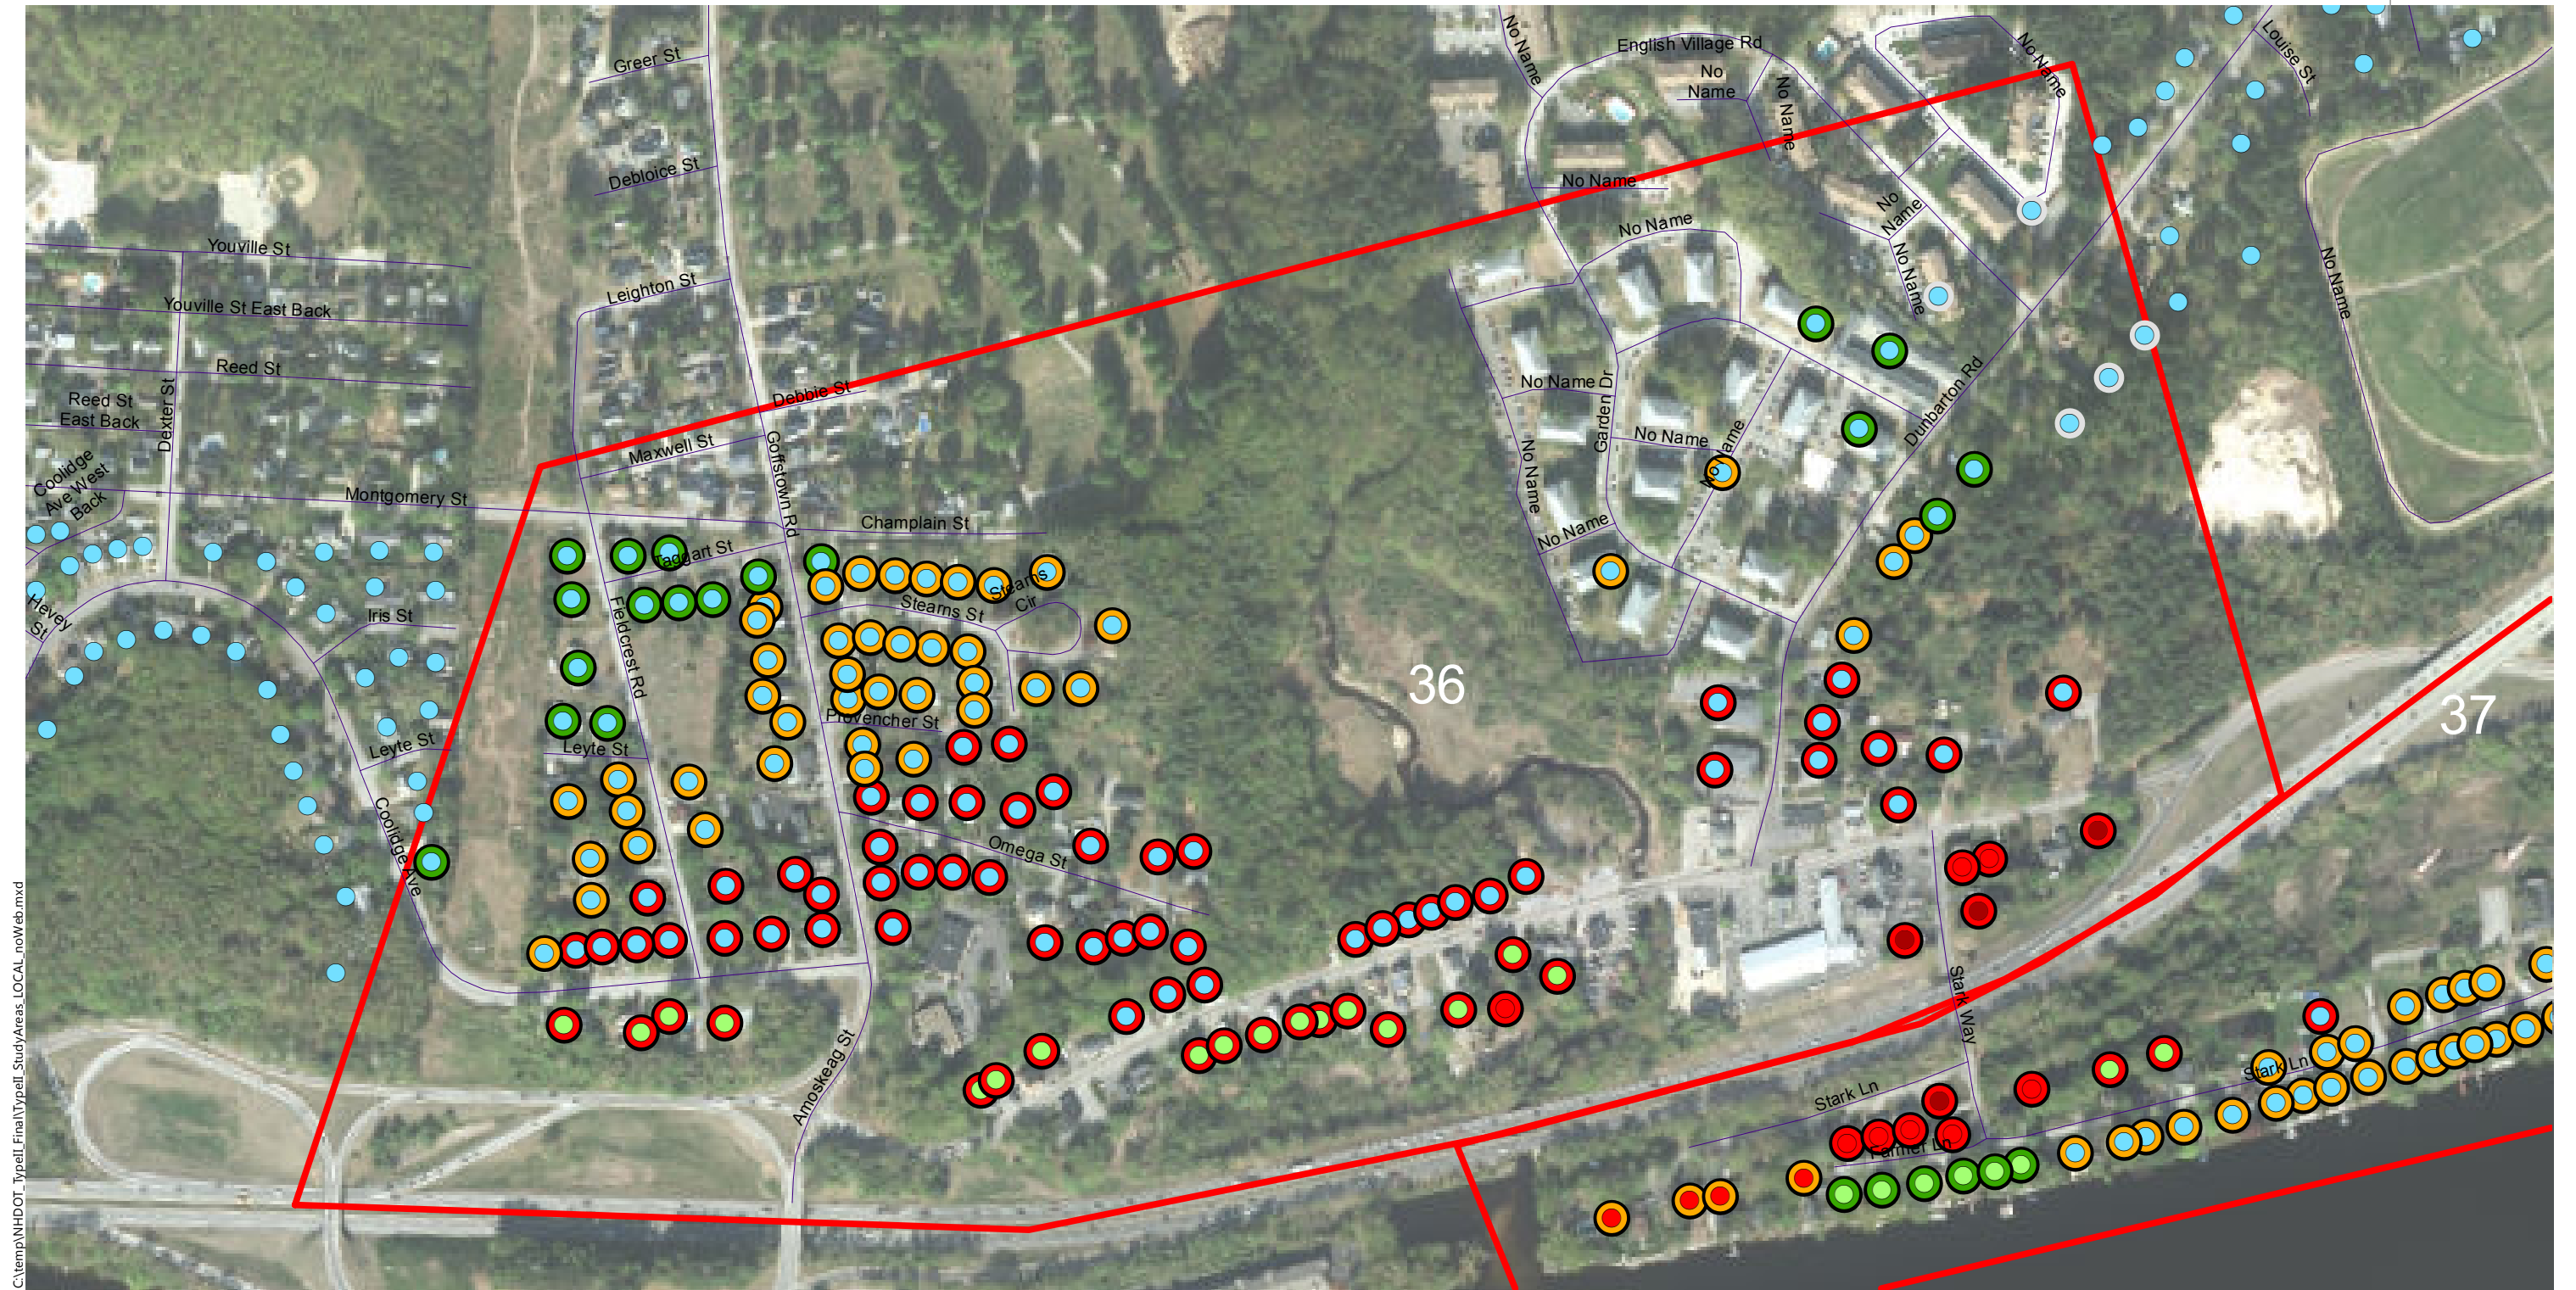 Greer St
Debloice St
Leighton St
Youville St
Youville St East Back
Reed St
Reed St
East Back
Dexter St
Coolidge
Ave West
Back
Montgomery St
Maxwell St
Debbie St
Goffstown Rd
Champlain St
Taggart St
Fieldcrest Rd
Hevey
St
Iris St
Leyte St
Leyte St
Coolidge Ave
Stearns St
Stearns
Cir
Provencher St
Omega St
Amoskeag St
No Name
English Village Rd
No
Name
No Name
No Name
Louise St
No Name
No Name
No
Name
No Name
No Name
No Name
Garden Dr
No Name
No Name
No Name
No Name
Dunbarton Rd
No Name
36
37
Stark Way
Stark Ln
Farmer Ln
Stark Ln
C:\temp\NHDOT_TypeII_Final\TypeII_StudyAreas_LOCAL_noWeb.mxd